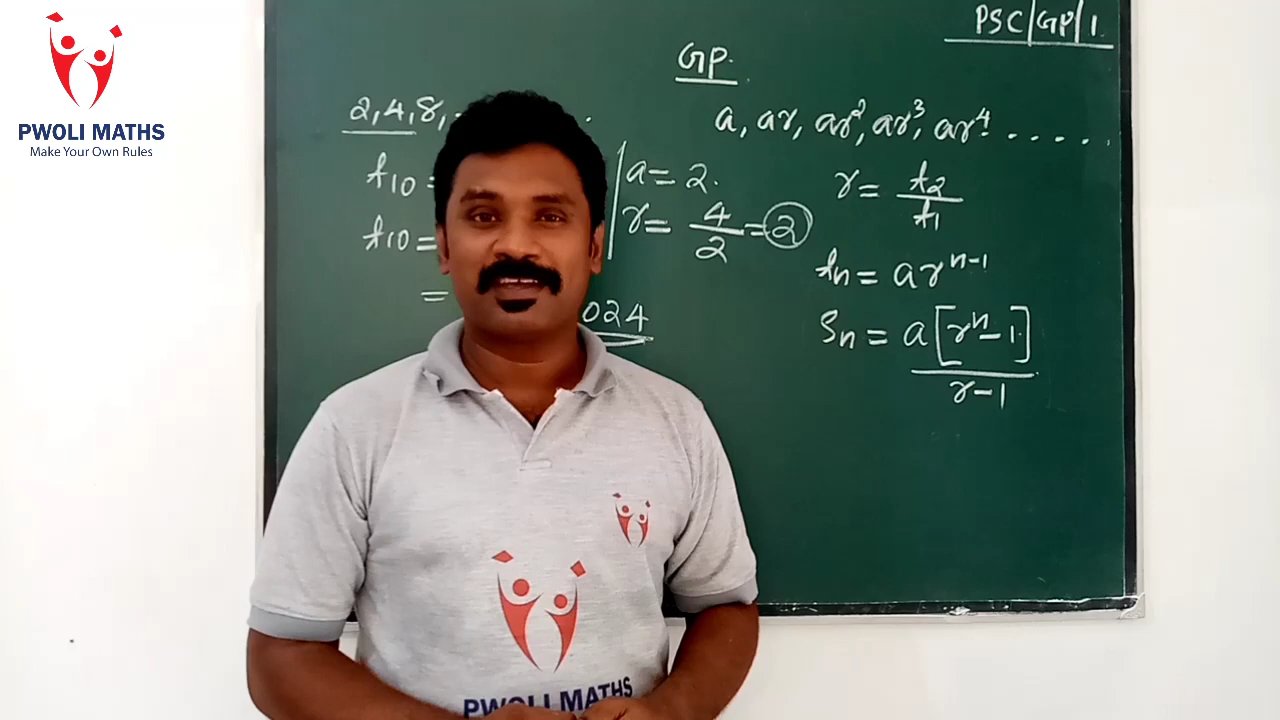 PWOLI MATHS
Make Your Own Rules
PSC/GP/1
GP.
2, 4, 8,
a, ar, ar², ar³, ar⁴ . . . . .
t₁₀ =
a = 2.
r = t₂/t₁
t₁₀ =
r = 4/2 = 2
tₙ = arⁿ⁻¹
=
024
Sₙ = a[rⁿ-1]/r-1
PWOLI MATHS